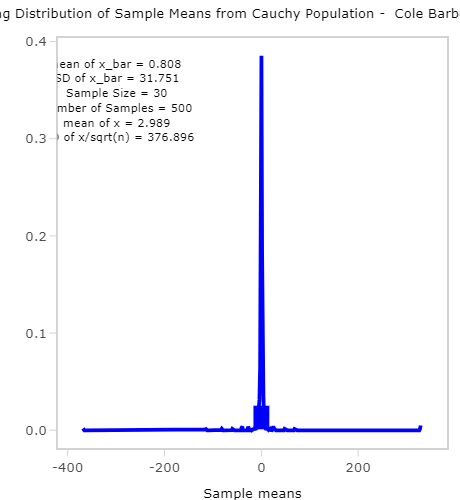 ng Distribution of Sample Means from Cauchy Population - Cole Barb
0.4
ean of x_bar = 0.808
SD of x_bar = 31.751
Sample Size = 30
mber of Samples = 500
mean of x = 2.989
of x/sqrt(n) = 376.896
0.3
0.2
0.1
0.0
-400 -200 0 200
Sample means